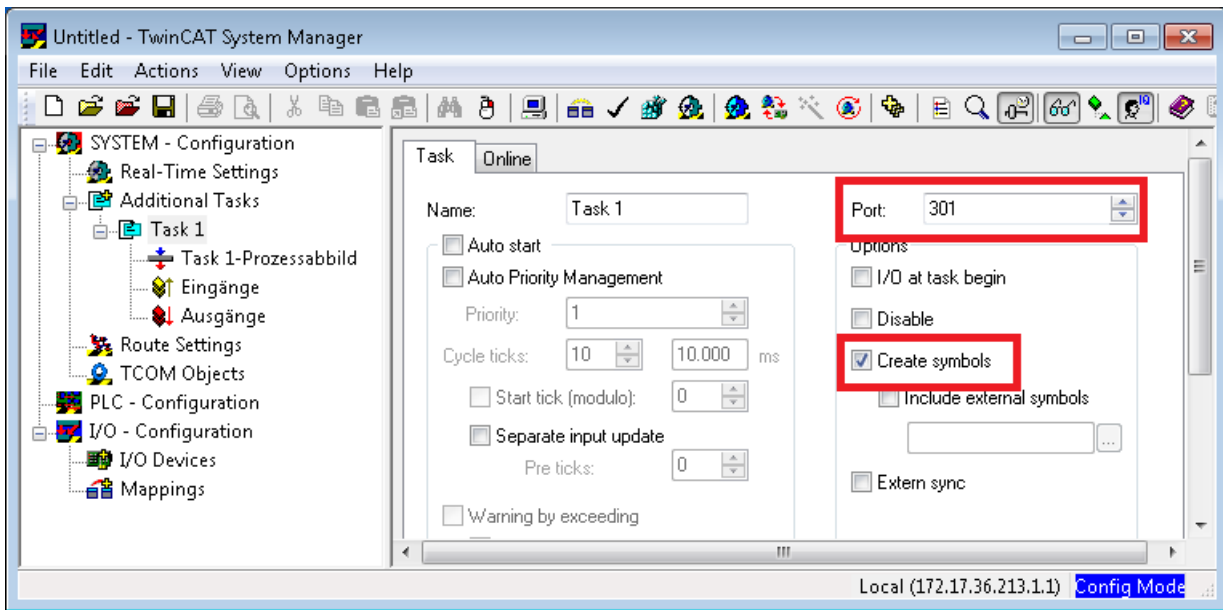 Untitled - TwinCAT System Manager
File Edit Actions View Options Help
SYSTEM - Configuration
Real-Time Settings
Additional Tasks
Task 1
Task 1-Prozessabbild
Eingänge
Ausgänge
Route Settings
TCOM Objects
PLC - Configuration
I/O - Configuration
I/O Devices
Mappings
Task Online
Name: Task 1
Auto start
Auto Priority Management
Priority: 1
Cycle ticks: 10 10.000 ms
Start tick (modulo): 0
Separate input update
Pre ticks: 0
Warning by exceeding
Port: 301
Options
I/O at task begin
Disable
Create symbols
Include external symbols
...
Extern sync
Local (172.17.36.213.1.1) Config Mode